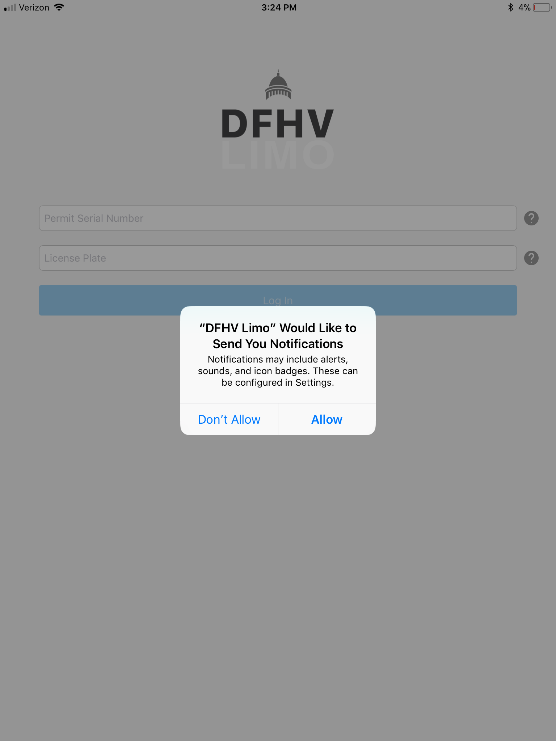 Verizon 3:24 PM 4%
DFHV
LIMO
Permit Serial Number ?
License Plate ?
Log In
“DFHV Limo” Would Like to
Send You Notifications
Notifications may include alerts,
sounds, and icon badges. These can
be configured in Settings.
Don’t Allow Allow